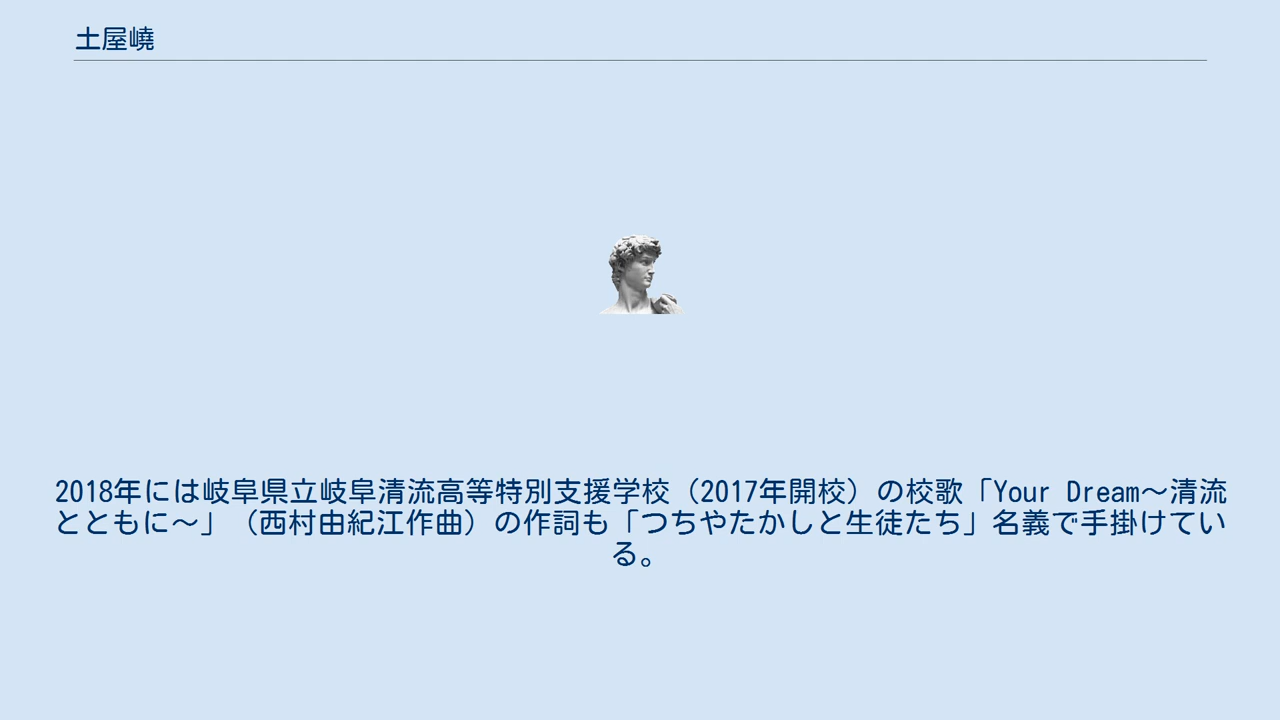 土屋嶢
2018年には岐阜県立岐阜清流高等特別支援学校（2017年開校）の校歌「Your Dream〜清流
とともに〜」（西村由紀江作曲）の作詞も「つちやたかしと生徒たち」名義で手掛けてい
る。